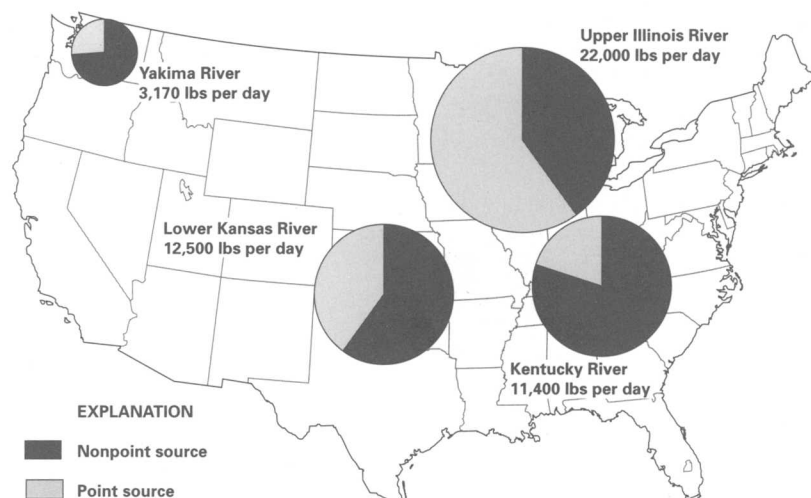 Upper Illinois River
22,000 lbs per day
Yakima River
3,170 lbs per day
Lower Kansas River
12,500 lbs per day
Kentucky River
11,400 lbs per day
EXPLANATION
Nonpoint source
Point source